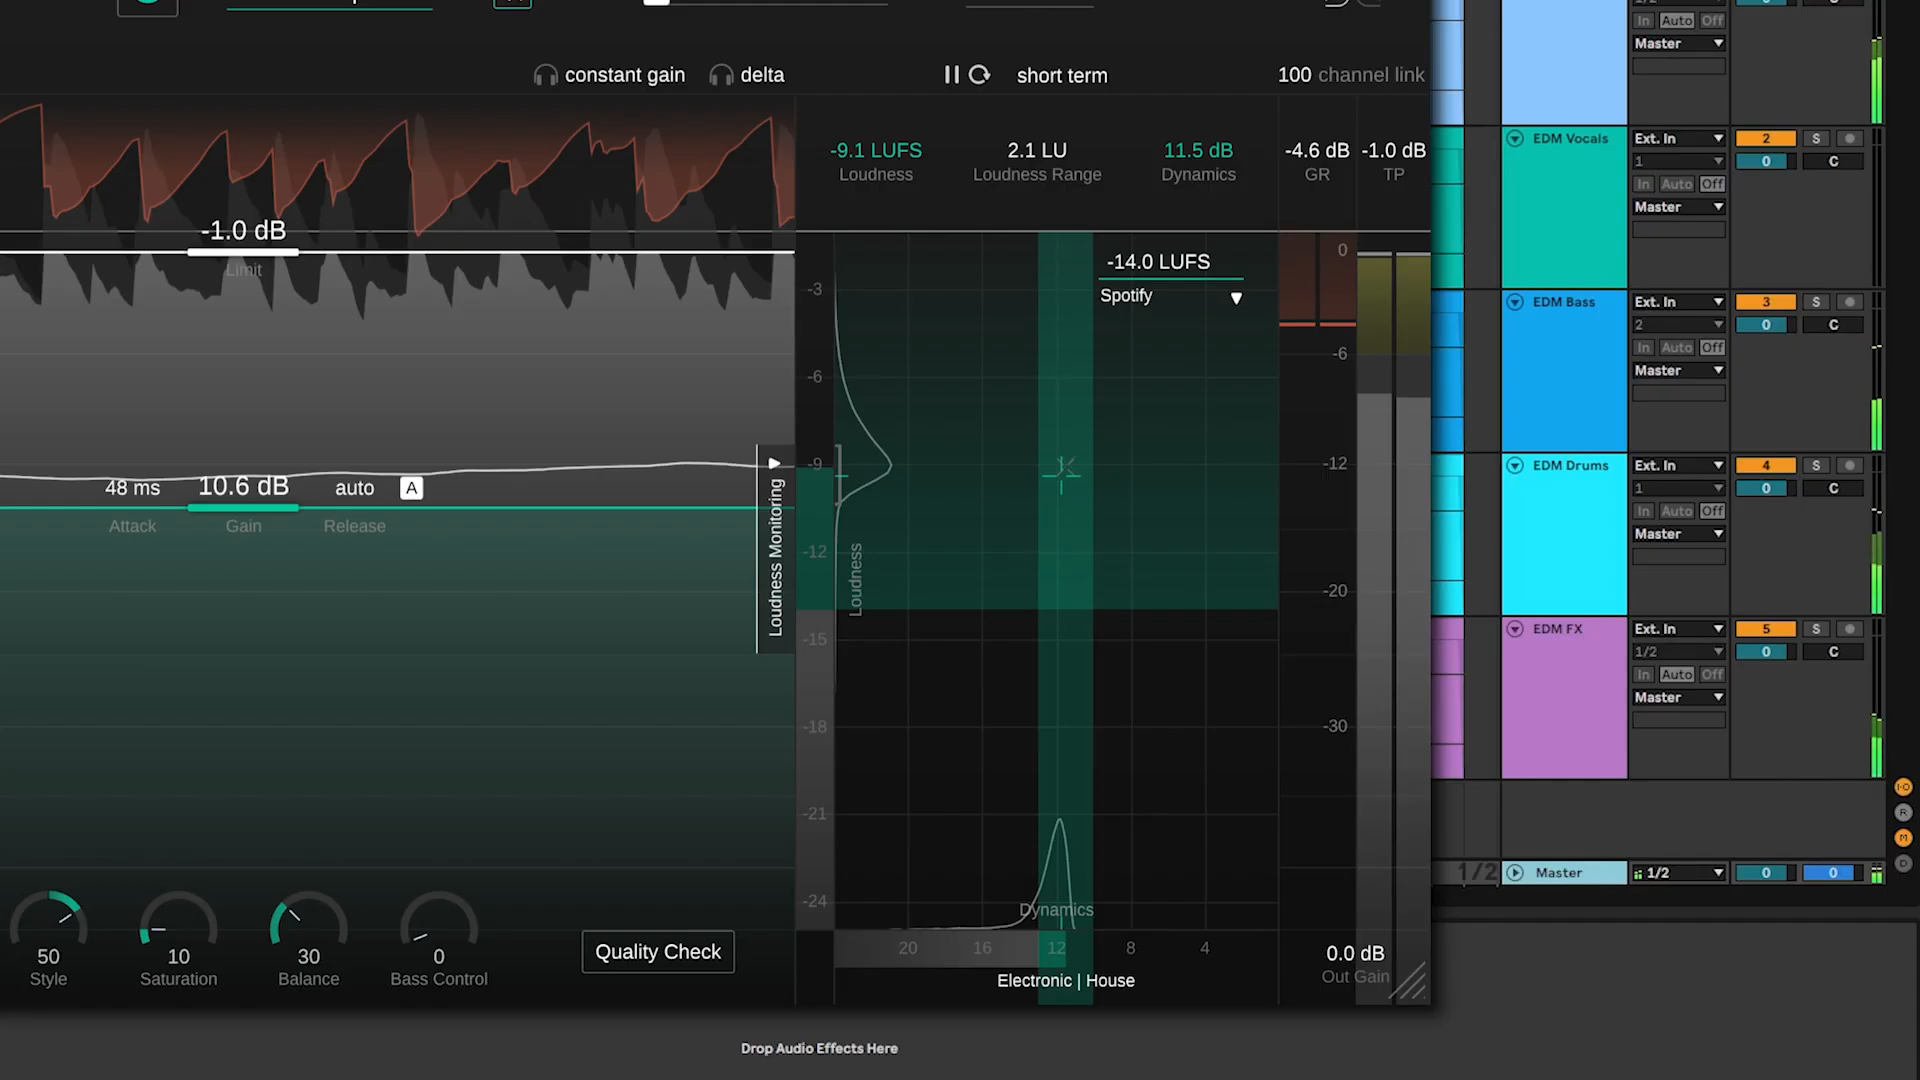 constant gain
delta
short term
100 channel link
-9.1 LUFS
Loudness
2.1 LU
Loudness Range
11.5 dB
Dynamics
-4.6 dB
GR
-1.0 dB
TP
-1.0 dB
Limit
-14.0 LUFS
Spotify
48 ms
Attack
10.6 dB
Gain
auto
Release
A
Loudness Monitoring
-3
-6
-9
-12
-15
-18
-21
-24
Loudness
0
-6
-12
-20
-30
Dynamics
20
16
12
8
4
Electronic | House
0.0 dB
Out Gain
50
Style
10
Saturation
30
Balance
0
Bass Control
Quality Check
Drop Audio Effects Here
In Auto Off
Master
EDM Vocals
Ext. In
1
In Auto Off
Master
2 S
0 C
EDM Bass
Ext. In
2
In Auto Off
Master
3 S
0 C
EDM Drums
Ext. In
1
In Auto Off
Master
4 S
0 C
EDM FX
Ext. In
1/2
In Auto Off
Master
5 S
0 C
1/2
Master
1/2
0
0
I·O
R
M
D